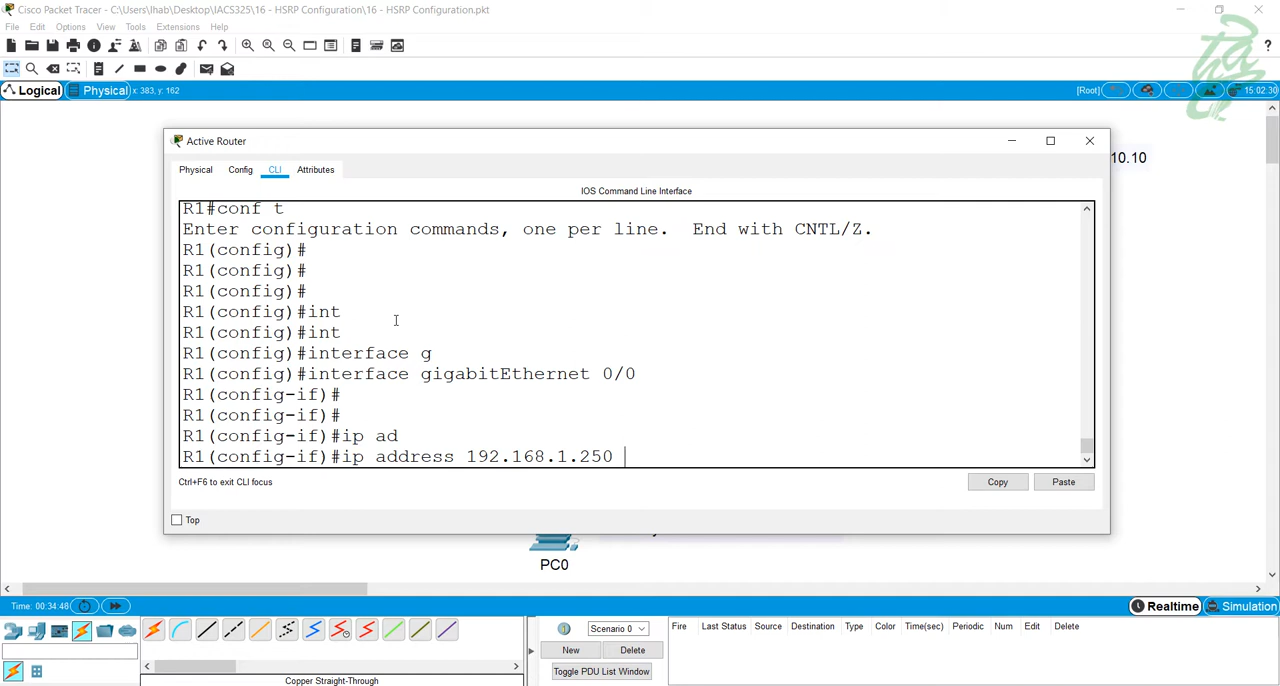 Cisco Packet Tracer - C:\Users\Ihab\Desktop\IACS325\16 - HSRP Configuration\16 - HSRP Configuration.pkt
File Edit Options View Tools Extensions Help
Logical Physical x: 383, y: 162 [Root] 15:02:30
10.10
Active Router
Physical Config CLI Attributes
IOS Command Line Interface
R1#conf t
Enter configuration commands, one per line. End with CNTL/Z.
R1(config)#
R1(config)#
R1(config)#
R1(config)#int
R1(config)#int
R1(config)#interface g
R1(config)#interface gigabitEthernet 0/0
R1(config-if)#
R1(config-if)#
R1(config-if)#ip ad
R1(config-if)#ip address 192.168.1.250
Ctrl+F6 to exit CLI focus Copy Paste
Top
PC0
Time: 00:34:48 Realtime Simulation
Scenario 0 Fire Last Status Source Destination Type Color Time(sec) Periodic Num Edit Delete
New Delete
Toggle PDU List Window
Copper Straight-Through